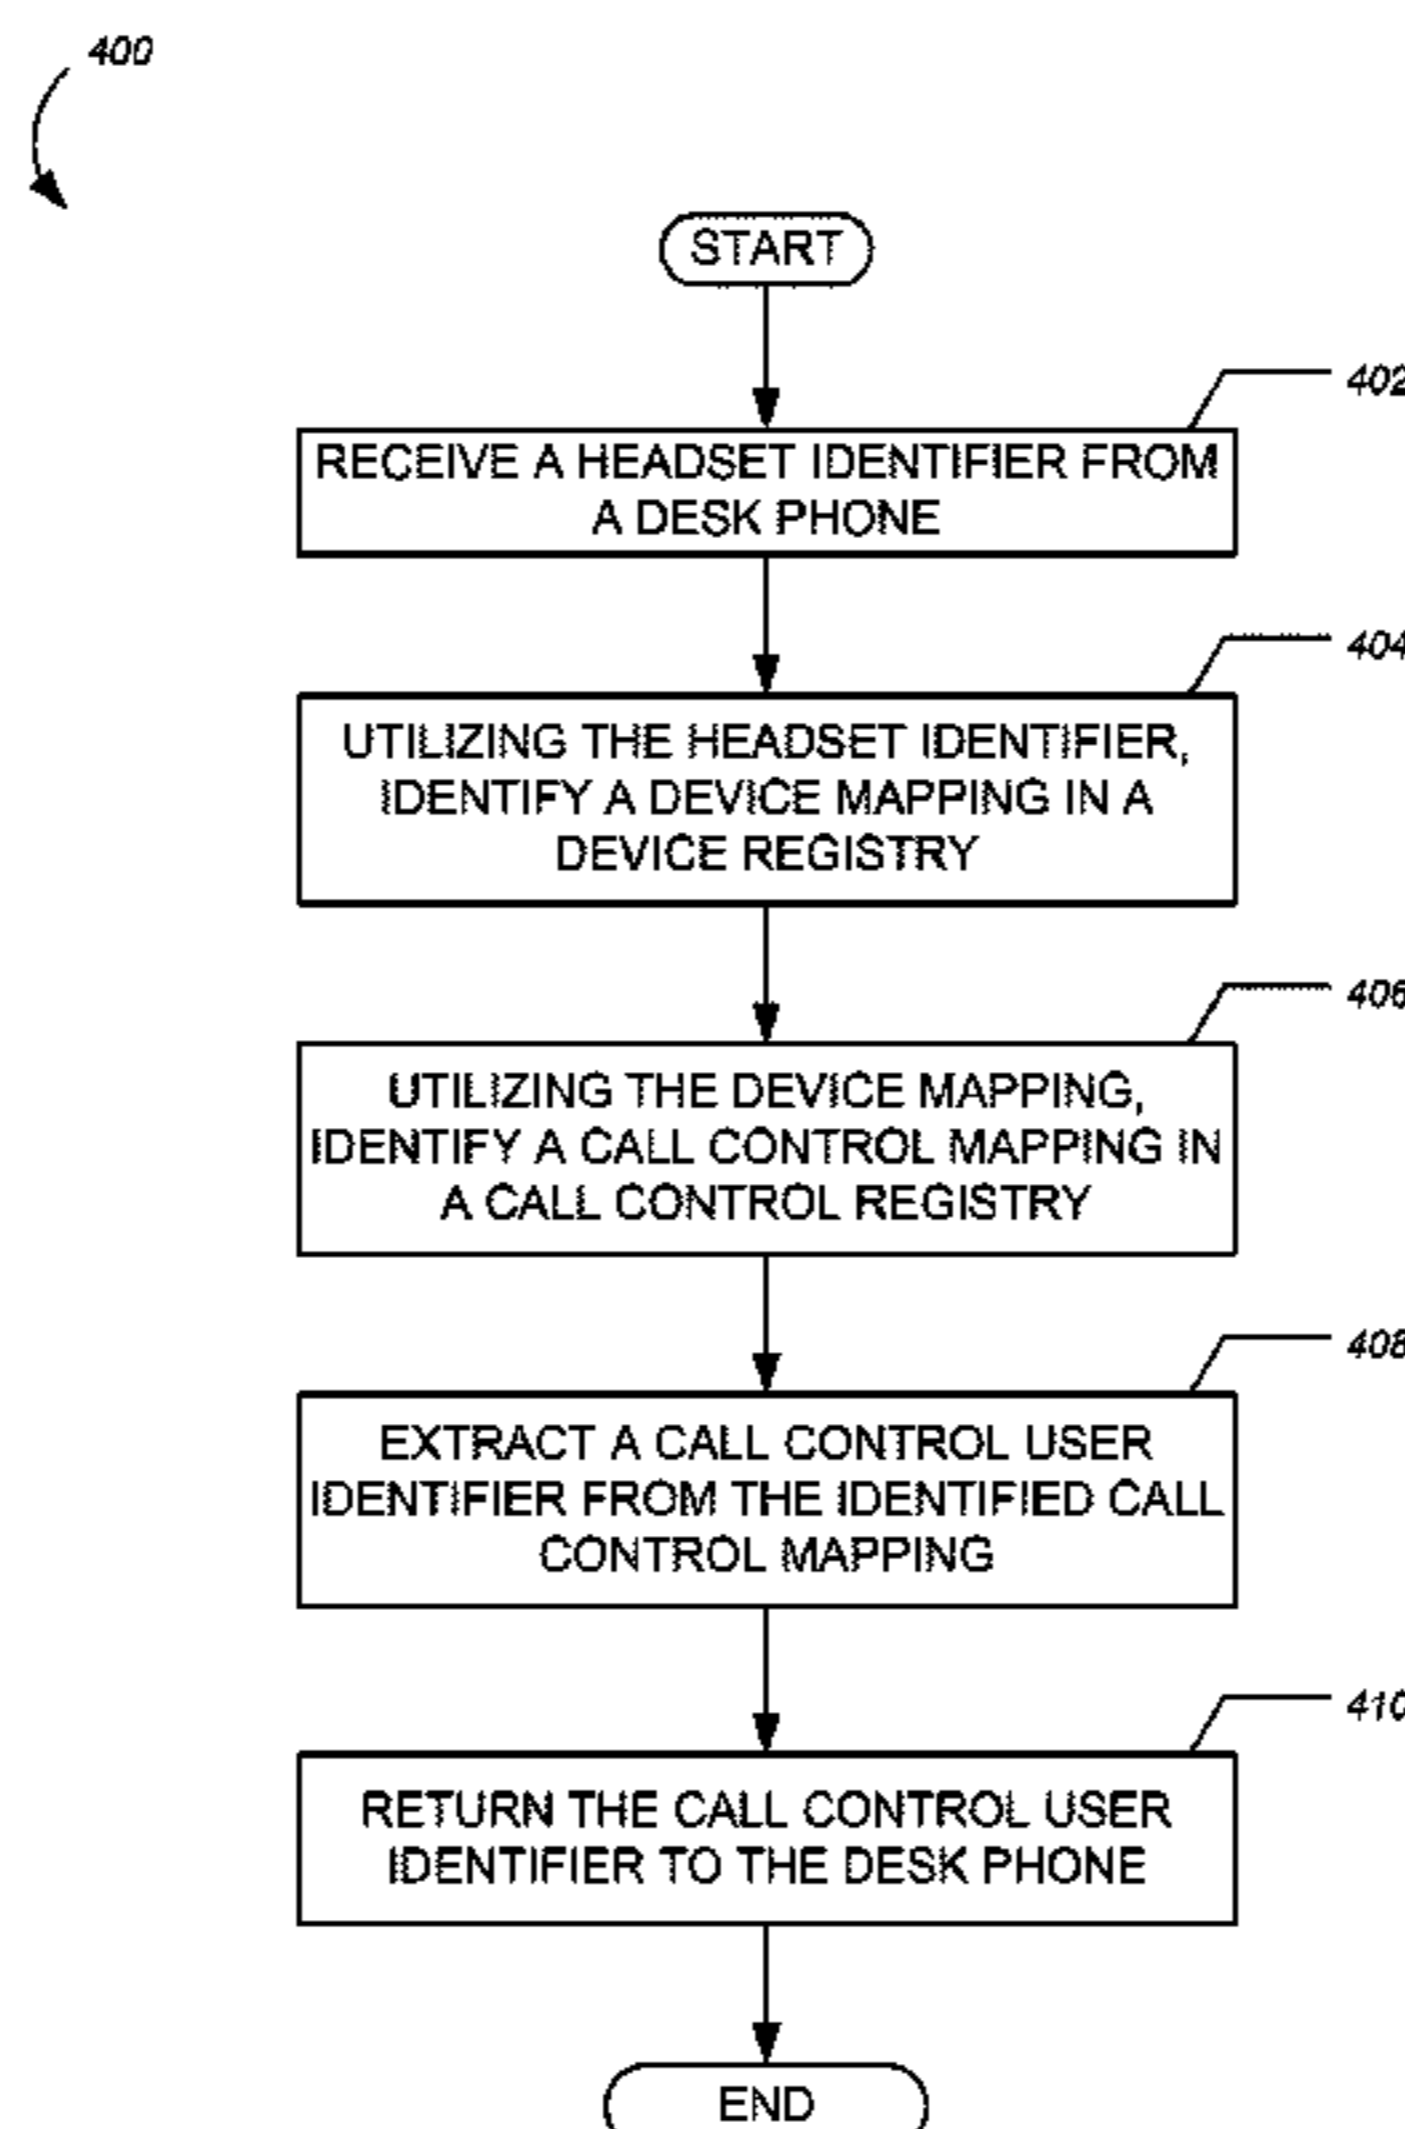 400
START
402
RECEIVE A HEADSET IDENTIFIER FROM
A DESK PHONE
404
UTILIZING THE HEADSET IDENTIFIER,
IDENTIFY A DEVICE MAPPING IN A
DEVICE REGISTRY
406
UTILIZING THE DEVICE MAPPING,
IDENTIFY A CALL CONTROL MAPPING IN
A CALL CONTROL REGISTRY
408
EXTRACT A CALL CONTROL USER
IDENTIFIER FROM THE IDENTIFIED CALL
CONTROL MAPPING
410
RETURN THE CALL CONTROL USER
IDENTIFIER TO THE DESK PHONE
END